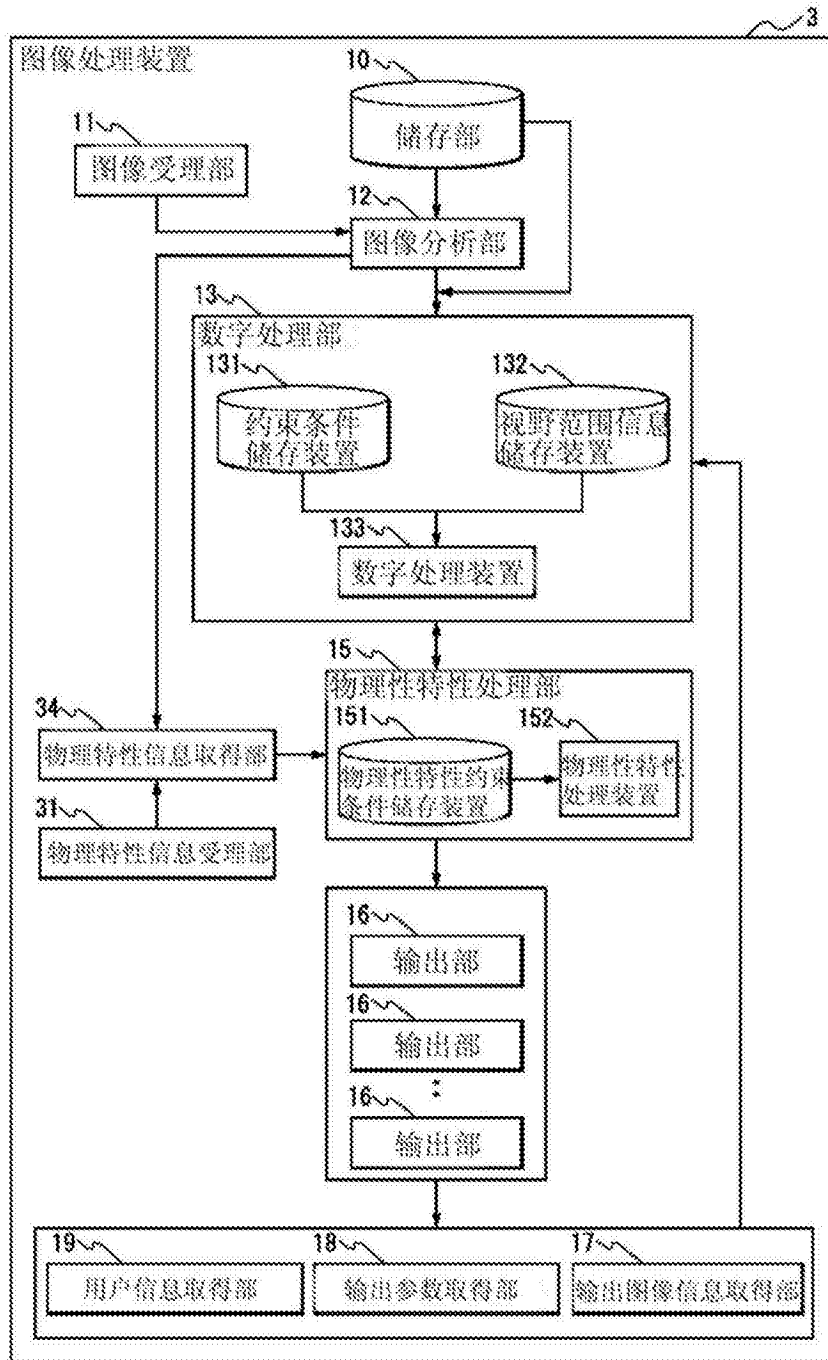 3
图像处理装置
10
储存部
11
图像受理部
12
图像分析部
13
数字处理部
131
约束条件
储存装置
132
视野范围信息
储存装置
133
数字处理装置
15
物理性特性处理部
34
物理特性信息取得部
151
物理性特性约束
条件储存装置
152
物理性特性
处理装置
31
物理特性信息受理部
16
输出部
16
输出部
16
输出部
19
用户信息取得部
18
输出参数取得部
17
输出图像信息取得部